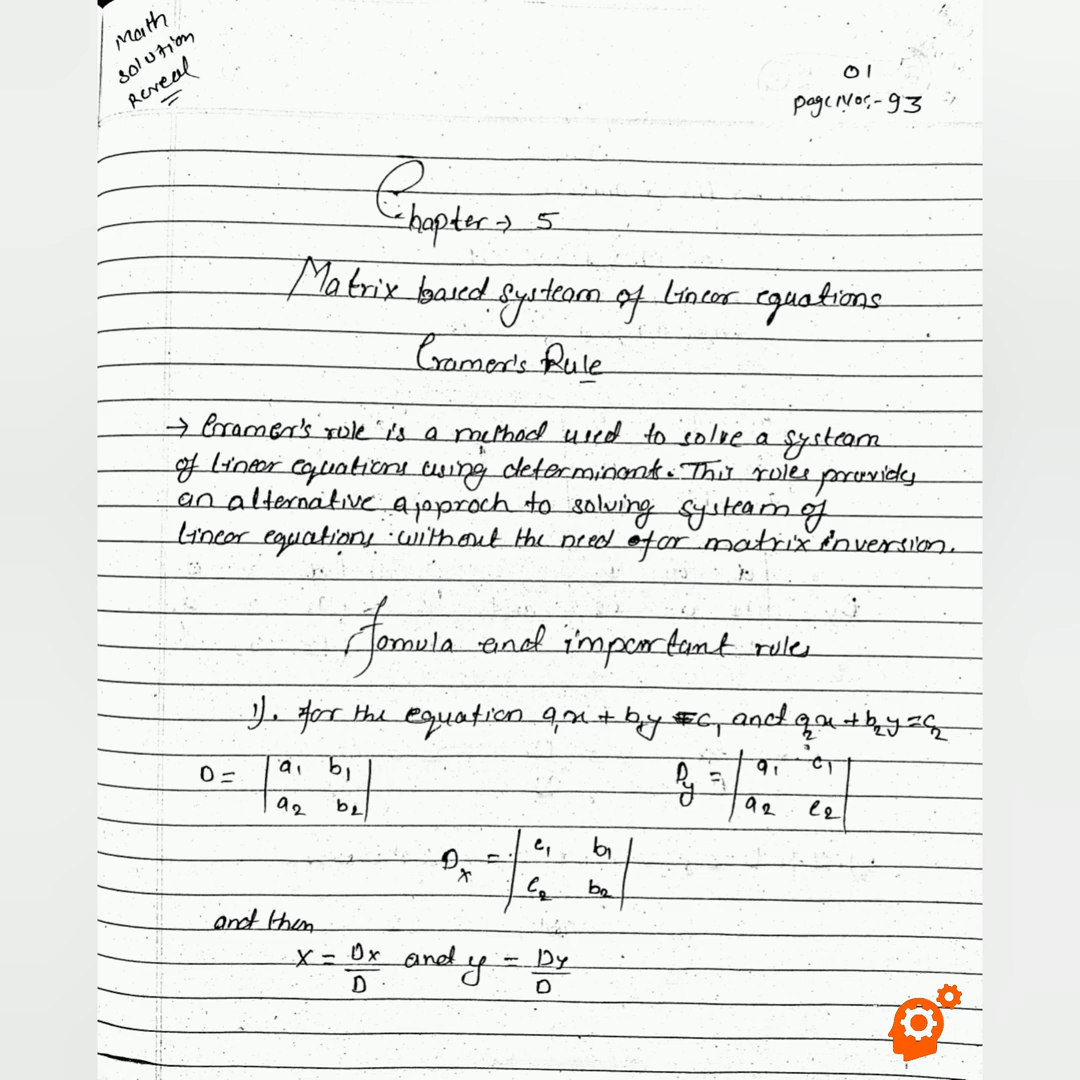 Math
solution
Reveal
01
page No:-93
Chapter → 5
Matrix based systeam of linear equations
Cramer's Rule
→ Cramer's rule is a method used to solve a systeam
of linear equations using determinants. This rules provides
an alternative approch to solving systeam of
linear equations without the need for matrix inversion.
Fomula and important rules
1). for the equation a₁x + b₁y = c₁ and a₂x + b₂y = c₂
D = | a₁ b₁ | Dy = | a₁ c₁ |
| a₂ b₂ | | a₂ c₂ |
Dx = | c₁ b₁ |
| c₂ b₂ |
and then
x = Dx/D and y = Dy/D